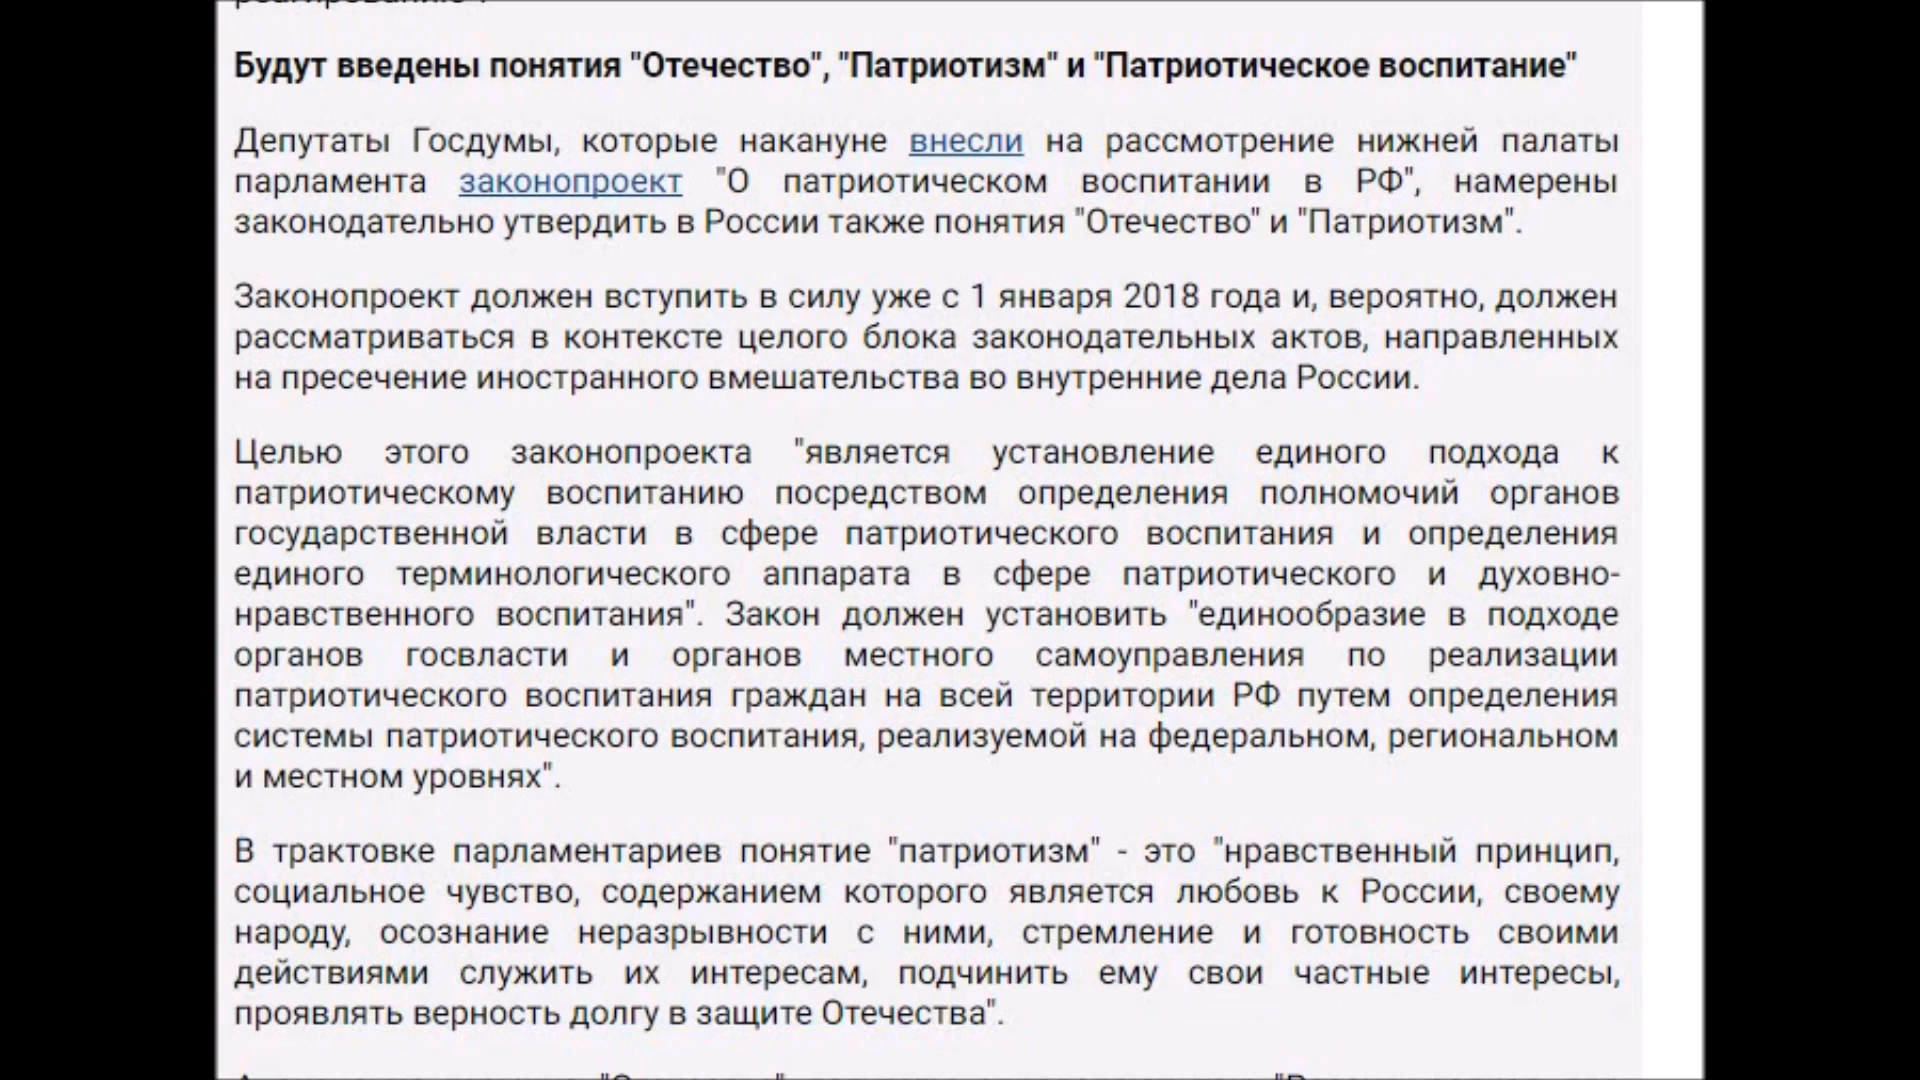 Будут введены понятия "Отечество", "Патриотизм" и "Патриотическое воспитание"
Депутаты Госдумы, которые накануне внесли на рассмотрение нижней палаты
парламента законопроект "О патриотическом воспитании в РФ", намерены
законодательно утвердить в России также понятия "Отечество" и "Патриотизм".
Законопроект должен вступить в силу уже с 1 января 2018 года и, вероятно, должен
рассматриваться в контексте целого блока законодательных актов, направленных
на пресечение иностранного вмешательства во внутренние дела России.
Целью этого законопроекта "является установление единого подхода к
патриотическому воспитанию посредством определения полномочий органов
государственной власти в сфере патриотического воспитания и определения
единого терминологического аппарата в сфере патриотического и духовно-
нравственного воспитания". Закон должен установить "единообразие в подходе
органов госвласти и органов местного самоуправления по реализации
патриотического воспитания граждан на всей территории РФ путем определения
системы патриотического воспитания, реализуемой на федеральном, региональном
и местном уровнях".
В трактовке парламентариев понятие "патриотизм" - это "нравственный принцип,
социальное чувство, содержанием которого является любовь к России, своему
народу, осознание неразрывности с ними, стремление и готовность своими
действиями служить их интересам, подчинить ему свои частные интересы,
проявлять верность долгу в защите Отечества".